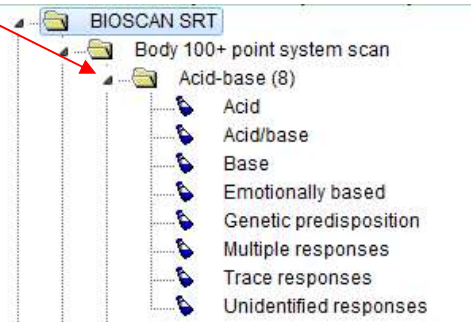 BIOSCAN SRT
Body 100+ point system scan
Acid-base (8)
Acid
Acid/base
Base
Emotionally based
Genetic predisposition
Multiple responses
Trace responses
Unidentified responses